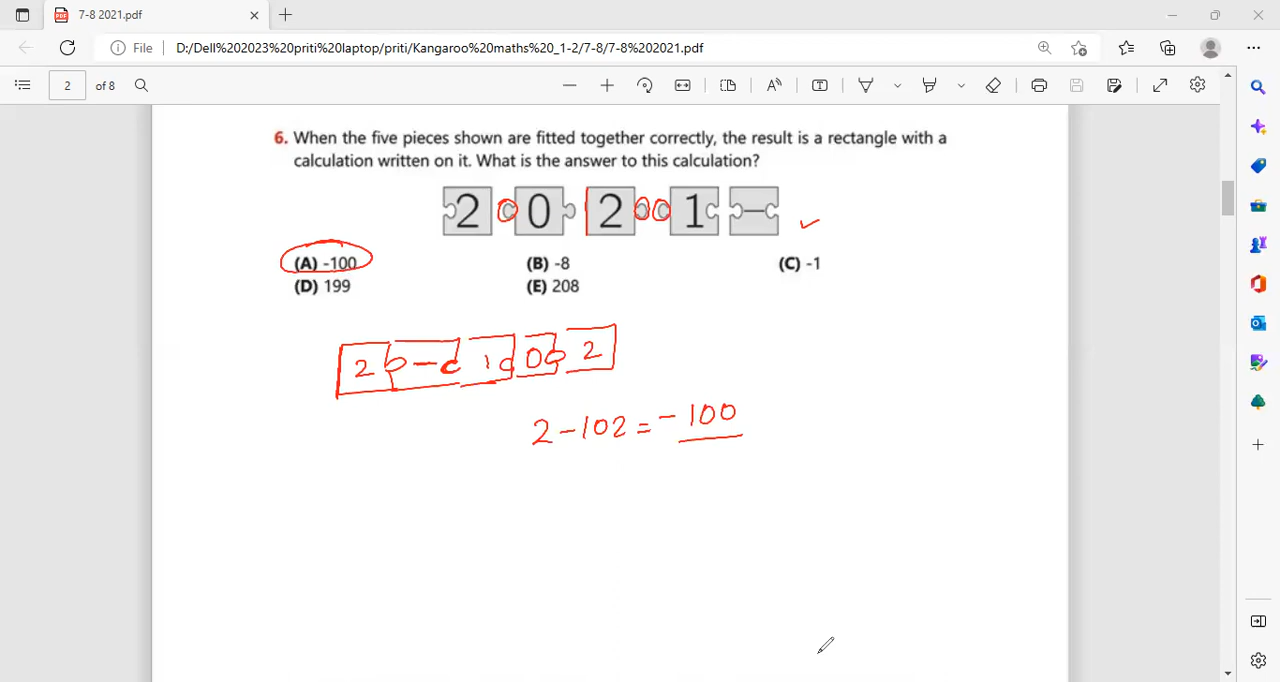 7-8 2021.pdf
File D:/Dell%202023%20priti%20laptop/priti/Kangaroo%20maths%20_1-2/7-8/7-8%202021.pdf
2 of 8
6. When the five pieces shown are fitted together correctly, the result is a rectangle with a
calculation written on it. What is the answer to this calculation?
2 0 2 1 −
(A) -100 (B) -8 (C) -1
(D) 199 (E) 208
2 − 1 0 2
2 − 102 = − 100